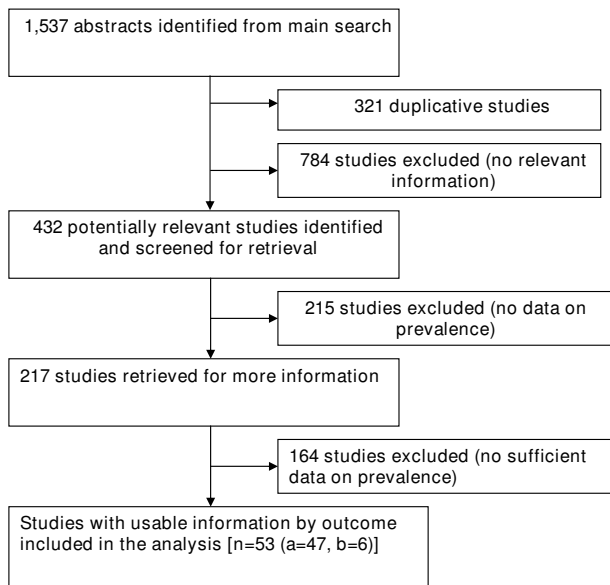 1,537 abstracts identified from main search
321 duplicative studies
784 studies excluded (no relevant
information)
432 potentially relevant studies identified
and screened for retrieval
215 studies excluded (no data on
prevalence)
217 studies retrieved for more information
164 studies excluded (no sufficient
data on prevalence)
Studies with usable information by outcome
included in the analysis [n=53 (a=47, b=6)]